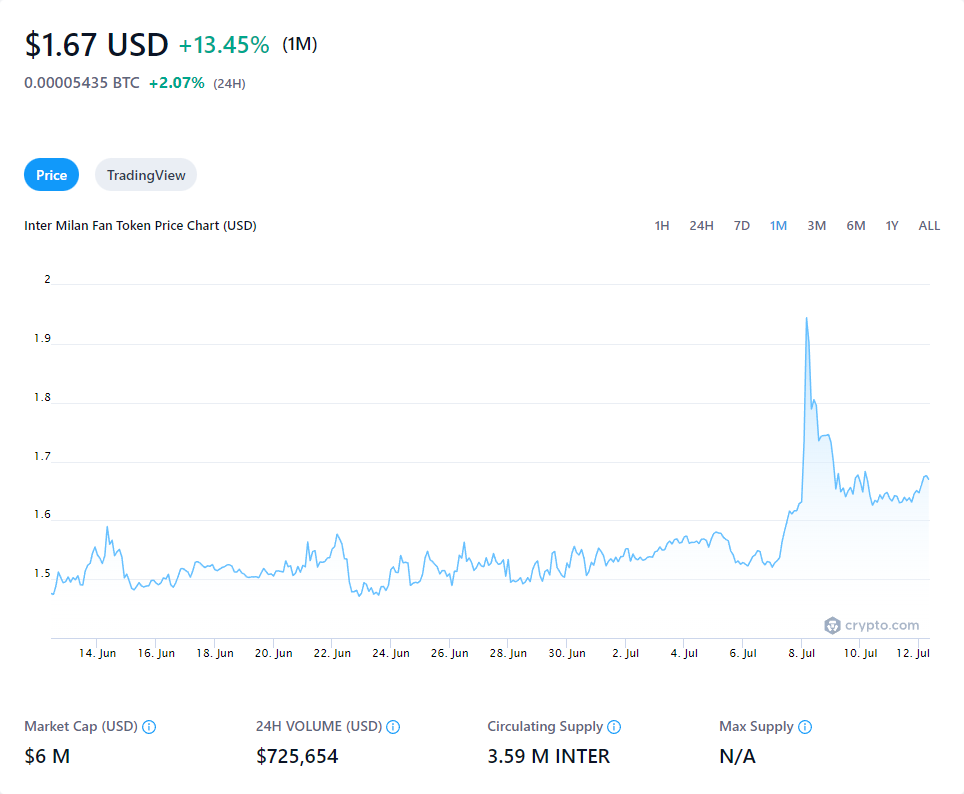 $1.67 USD +13.45% (1M)
0.00005435 BTC +2.07% (24H)
Price TradingView
Inter Milan Fan Token Price Chart (USD) 1H 24H 7D 1M 3M 6M 1Y ALL
2
1.9
1.8
1.7
1.6
1.5
crypto.com
14. Jun 16. Jun 18. Jun 20. Jun 22. Jun 24. Jun 26. Jun 28. Jun 30. Jun 2. Jul 4. Jul 6. Jul 8. Jul 10. Jul 12. Jul
Market Cap (USD) 24H VOLUME (USD) Circulating Supply Max Supply
$6 M $725,654 3.59 M INTER N/A